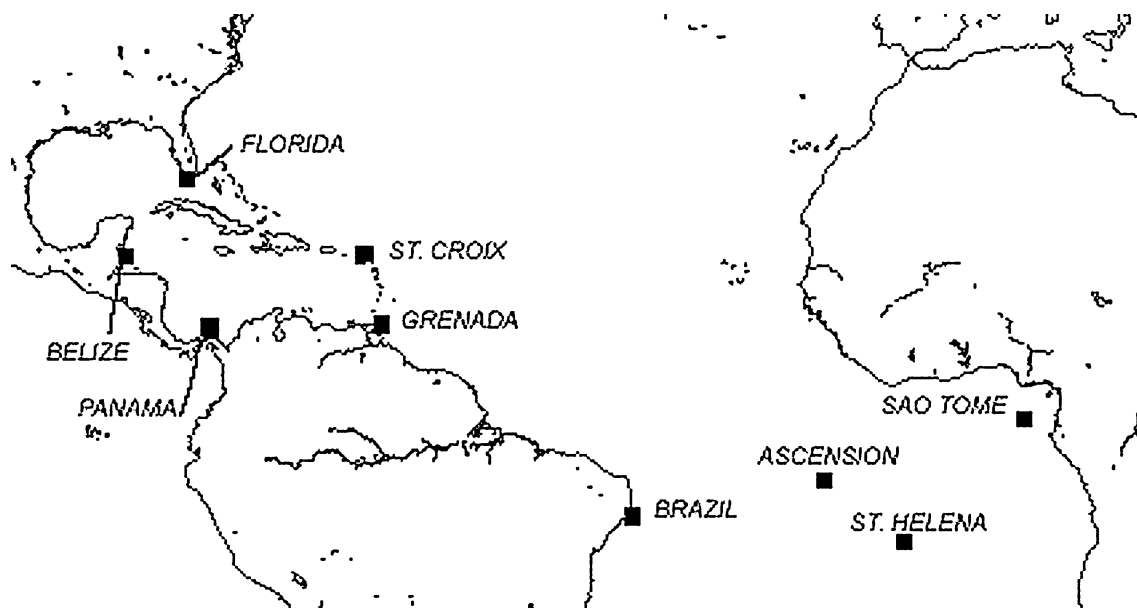 FLORIDA
ST. CROIX
GRENADA
BELIZE
PANAMA
SAO TOME
ASCENSION
BRAZIL
ST. HELENA